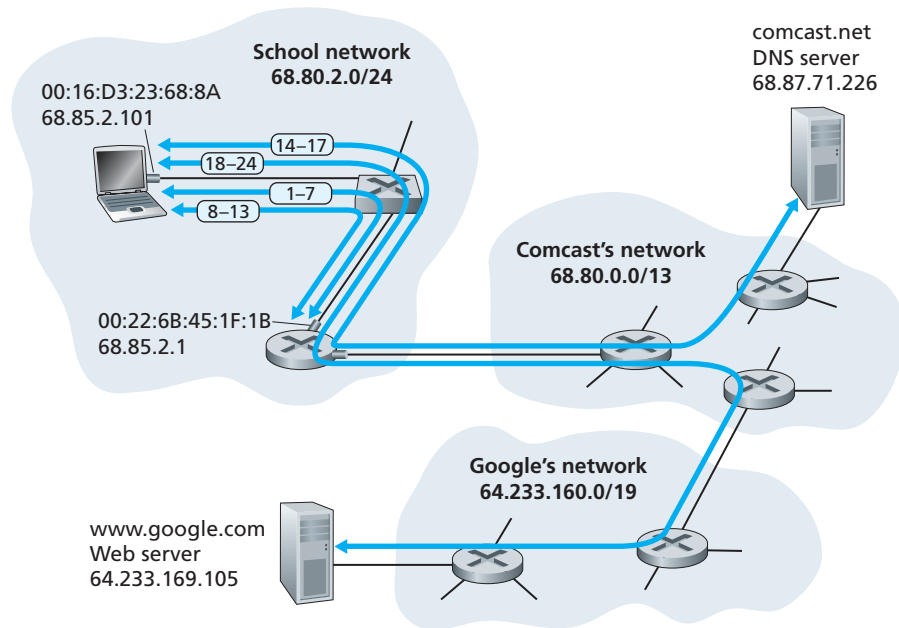 School network
68.80.2.0/24
00:16:D3:23:68:8A
68.85.2.101
14–17
18–24
1–7
8–13
00:22:6B:45:1F:1B
68.85.2.1
comcast.net
DNS server
68.87.71.226
Comcast's network
68.80.0.0/13
Google's network
64.233.160.0/19
www.google.com
Web server
64.233.169.105